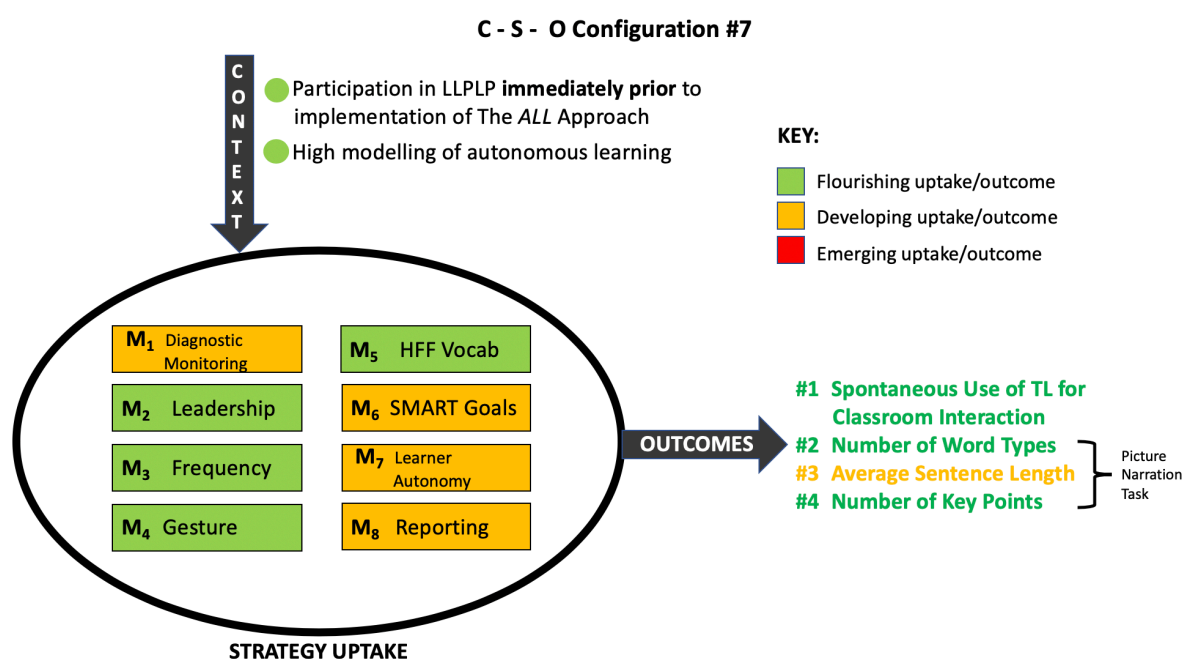 C - S - O Configuration #7
CONTEXT
Participation in LLPLP immediately prior to
implementation of The ALL Approach
High modelling of autonomous learning
KEY:
Flourishing uptake/outcome
Developing uptake/outcome
Emerging uptake/outcome
M1 Diagnostic
Monitoring
M2 Leadership
M3 Frequency
M4 Gesture
M5 HFF Vocab
M6 SMART Goals
M7 Learner
Autonomy
M8 Reporting
STRATEGY UPTAKE
OUTCOMES
#1 Spontaneous Use of TL for
Classroom Interaction
#2 Number of Word Types
#3 Average Sentence Length
#4 Number of Key Points
Picture
Narration
Task